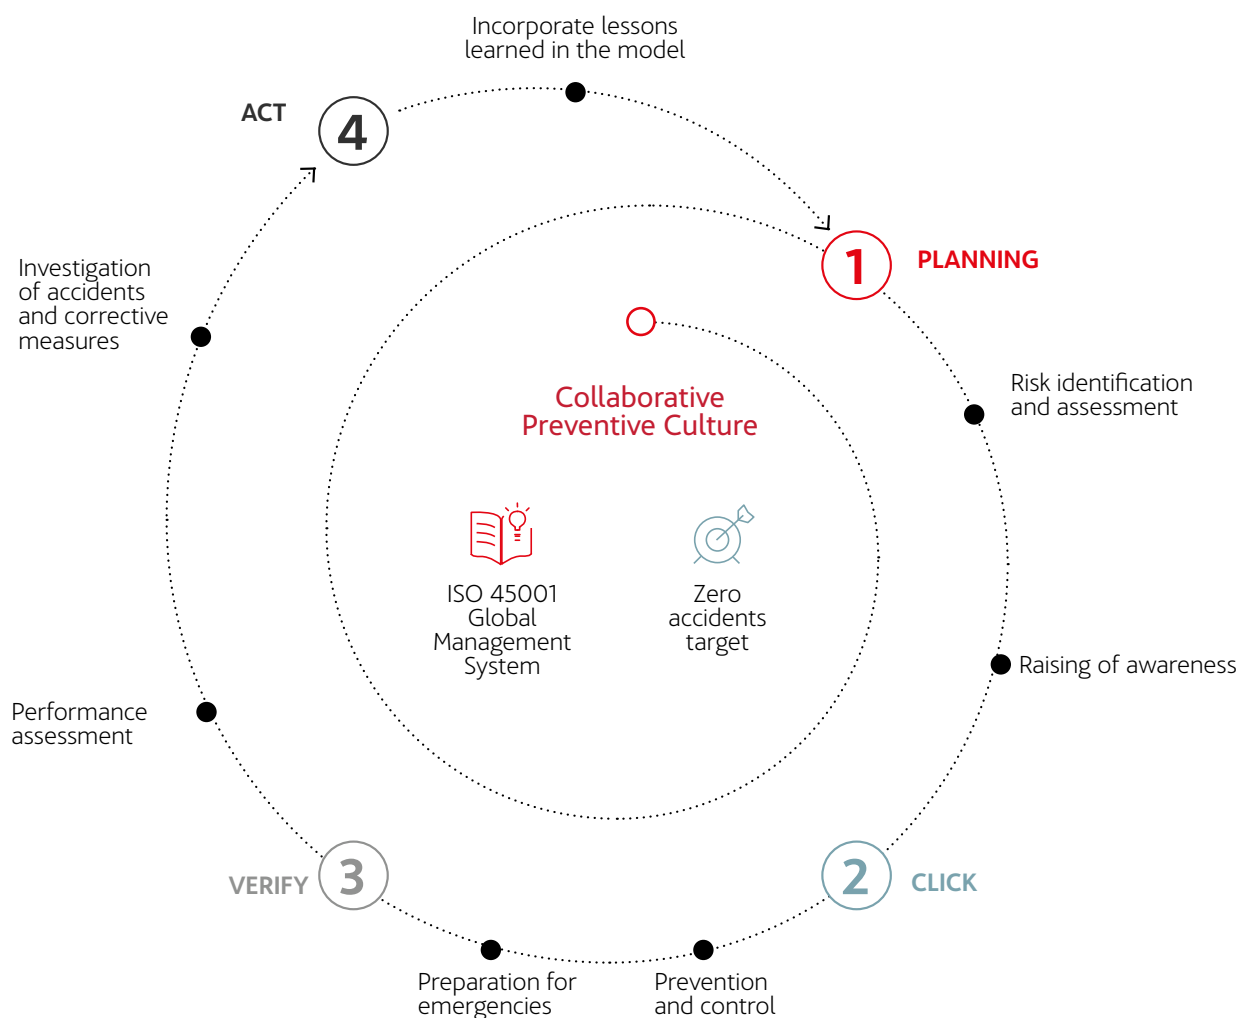 Incorporate lessons
learned in the model
ACT
4
1
PLANNING
Investigation
of accidents
and corrective
measures
Risk identification
and assessment
Collaborative
Preventive Culture
ISO 45001
Global
Management
System
Zero
accidents
target
Raising of awareness
Performance
assessment
VERIFY
3
2
CLICK
Preparation for
emergencies
Prevention
and control